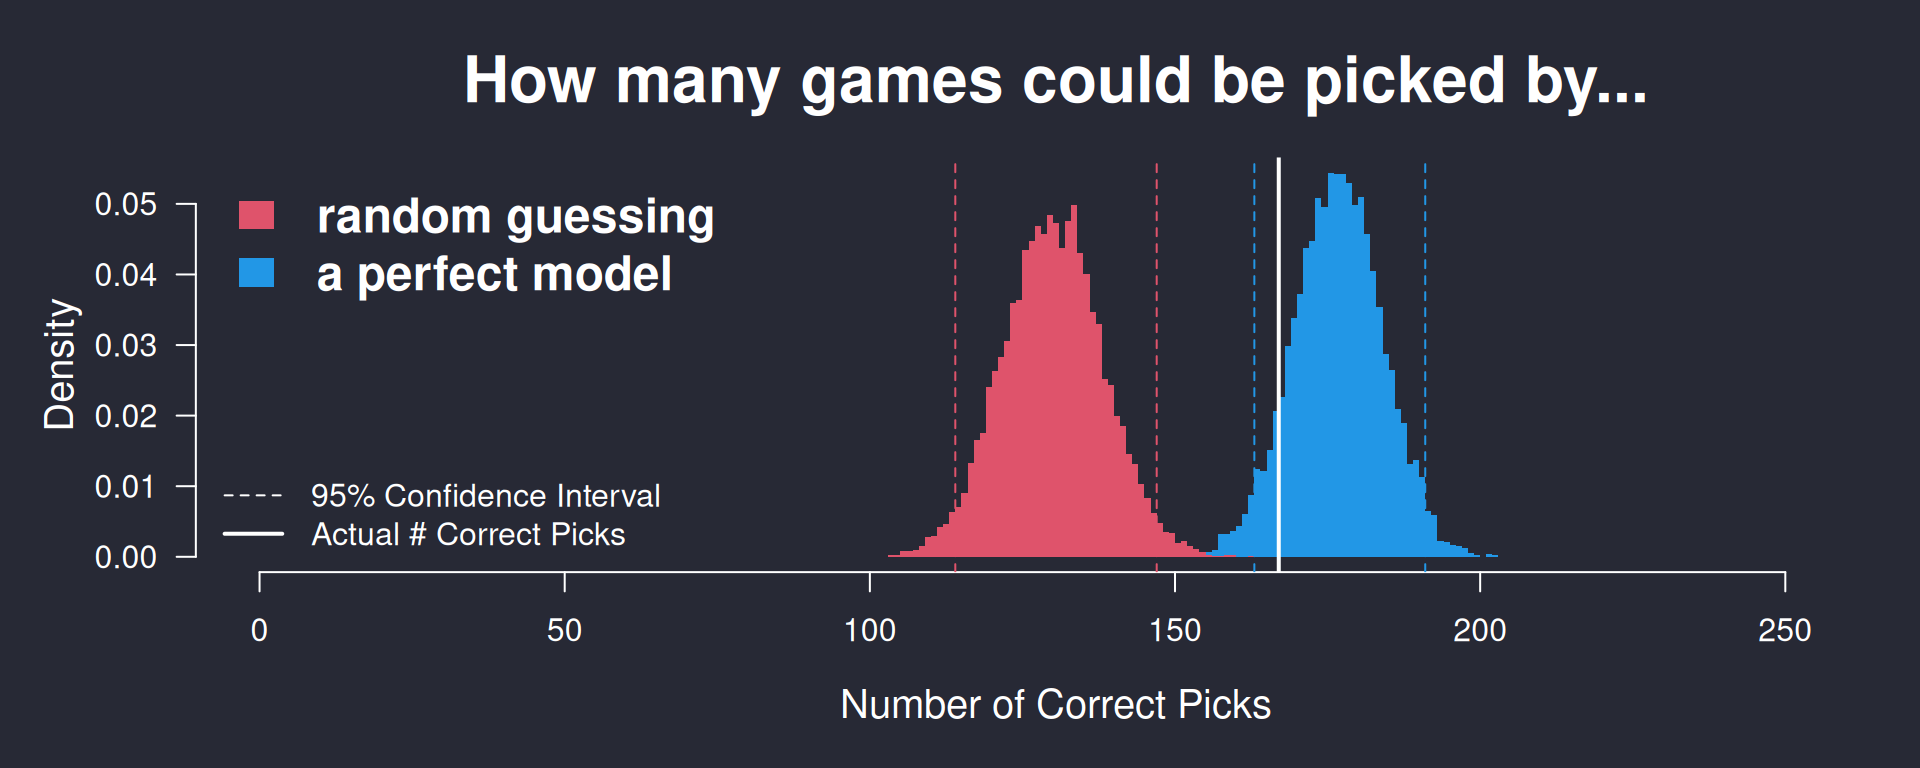 How many games could be picked by...
random guessing
a perfect model
Density
0.05
0.04
0.03
0.02
0.01
0.00
95% Confidence Interval
Actual # Correct Picks
0 50 100 150 200 250
Number of Correct Picks